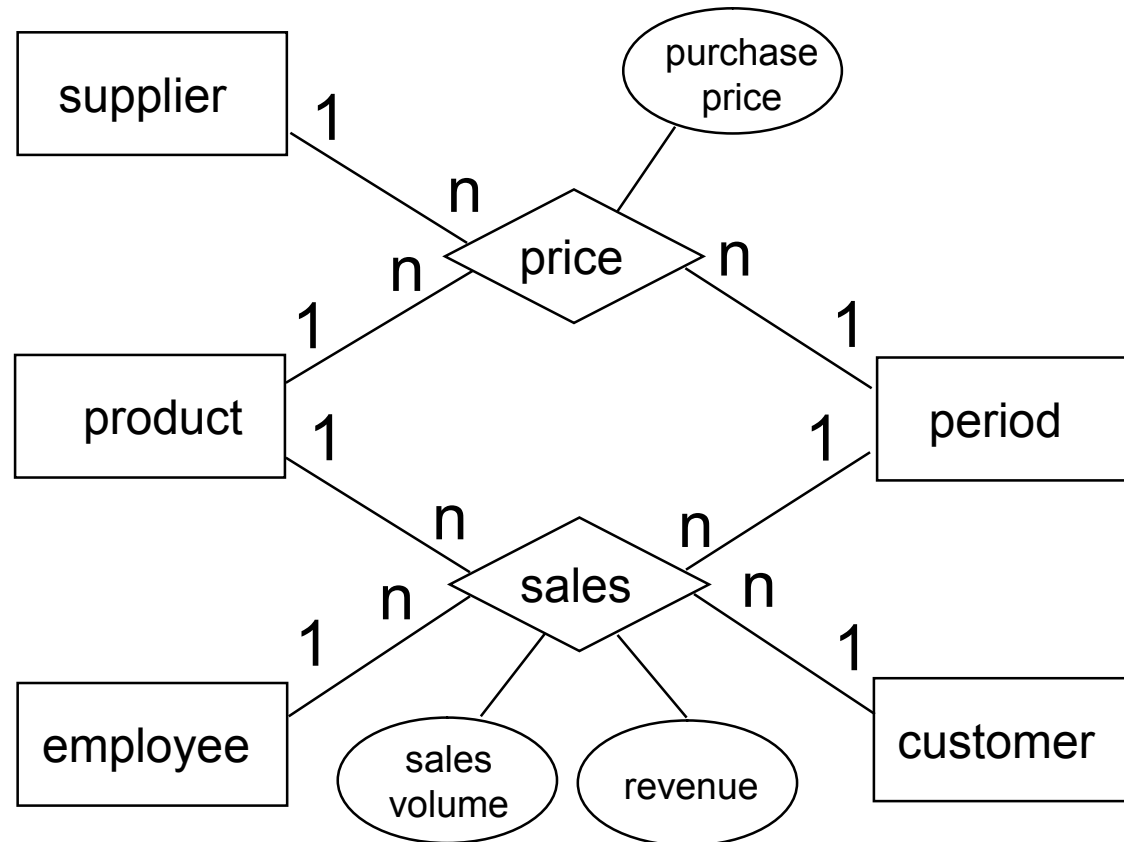 supplier
1
n
purchase
price
price
n
n
1
1
product
period
1
1
n
n
sales
n
n
1
1
employee
customer
sales
volume
revenue